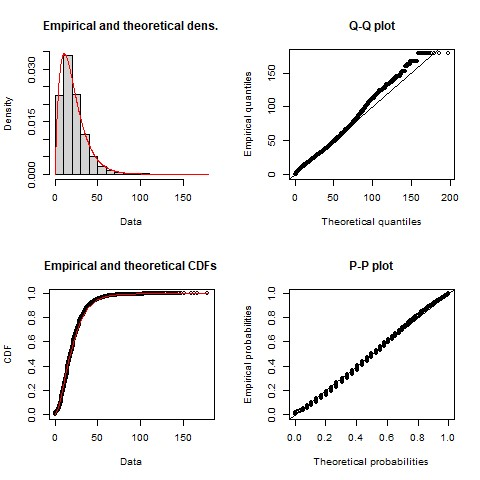 Empirical and theoretical dens.
Density
0.000 0.015 0.030
0 50 100 150
Data
Q-Q plot
Empirical quantiles
0 50 100 150
0 50 100 150 200
Theoretical quantiles
Empirical and theoretical CDFs
CDF
0.0 0.2 0.4 0.6 0.8 1.0
0 50 100 150
Data
P-P plot
Empirical probabilities
0.0 0.2 0.4 0.6 0.8 1.0
0.0 0.2 0.4 0.6 0.8 1.0
Theoretical probabilities